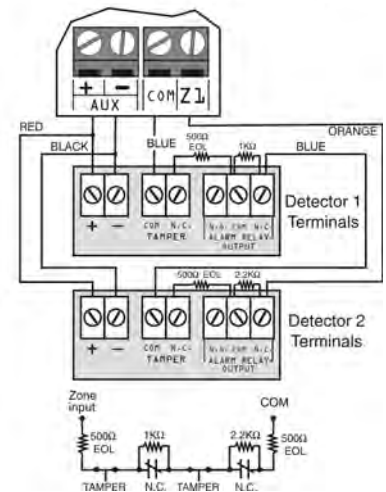 + − COM Z1
AUX
RED
BLACK
BLUE
500Ω
EOL
1KΩ
ORANGE
BLUE
Detector 1
Terminals
+ −
COM N.C.
TAMPER
N.O. COM N.C.
ALARM RELAY
OUTPUT
500Ω EOL
2.2KΩ
Detector 2
Terminals
+ −
COM N.C.
TAMPER
N.O. COM N.C.
ALARM RELAY
OUTPUT
Zone
input
COM
500Ω
EOL
1KΩ
2.2KΩ
500Ω
EOL
TAMPER N.C. TAMPER N.C.